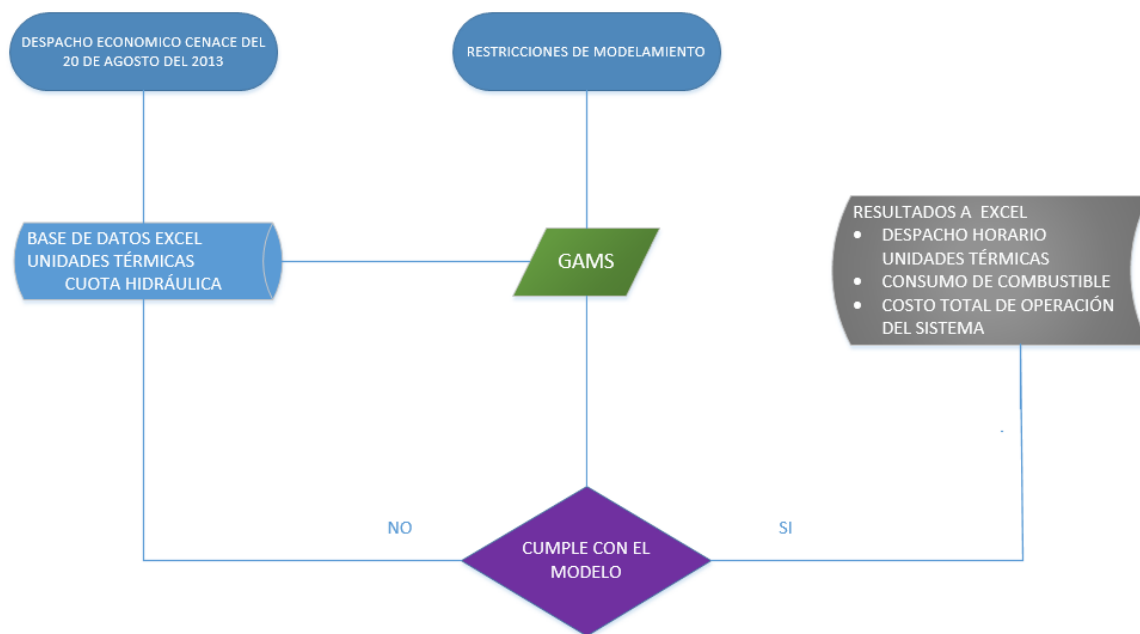 DESPACHO ECONOMICO CENACE DEL
20 DE AGOSTO DEL 2013
RESTRICCIONES DE MODELAMIENTO
BASE DE DATOS EXCEL
UNIDADES TÉRMICAS
CUOTA HIDRÁULICA
GAMS
RESULTADOS A EXCEL
• DESPACHO HORARIO
UNIDADES TÉRMICAS
• CONSUMO DE COMBUSTIBLE
• COSTO TOTAL DE OPERACIÓN
DEL SISTEMA
NO
SI
CUMPLE CON EL
MODELO